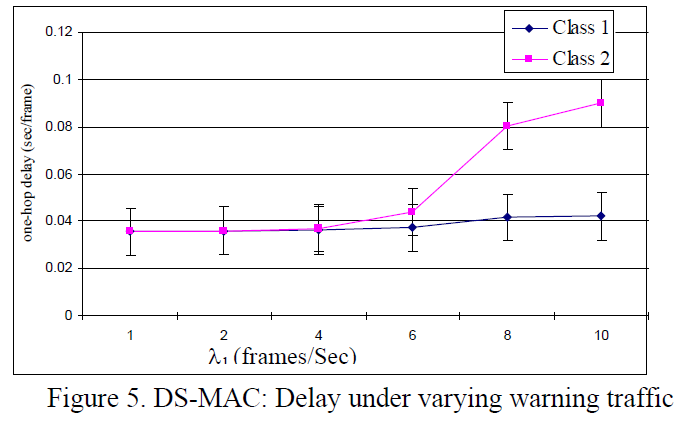 0.12
Class 1
Class 2
0.1
0.08
0.06
0.04
0.02
0
one-hop delay (sec/frame)
1 2 4 6 8 10
λ1 (frames/Sec)
Figure 5. DS-MAC: Delay under varying warning traffic